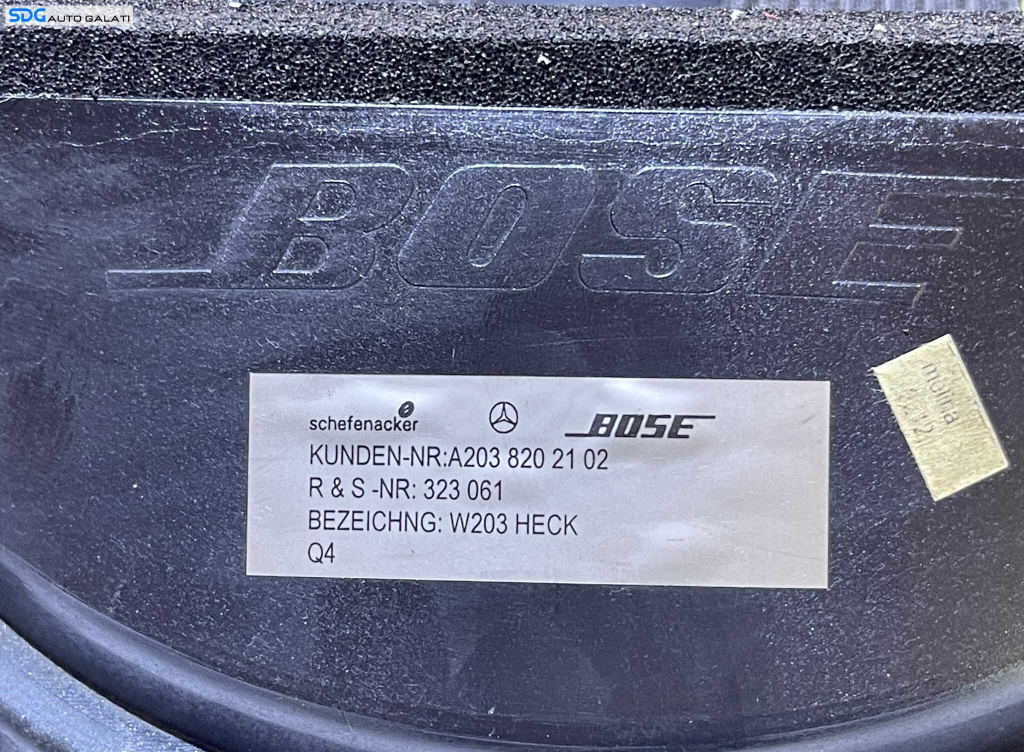 SDG AUTO GALATI
BOSE
schefenacker BOSE
KUNDEN-NR:A203 820 21 02
R & S -NR: 323 061
BEZEICHNG: W203 HECK
Q4
molina